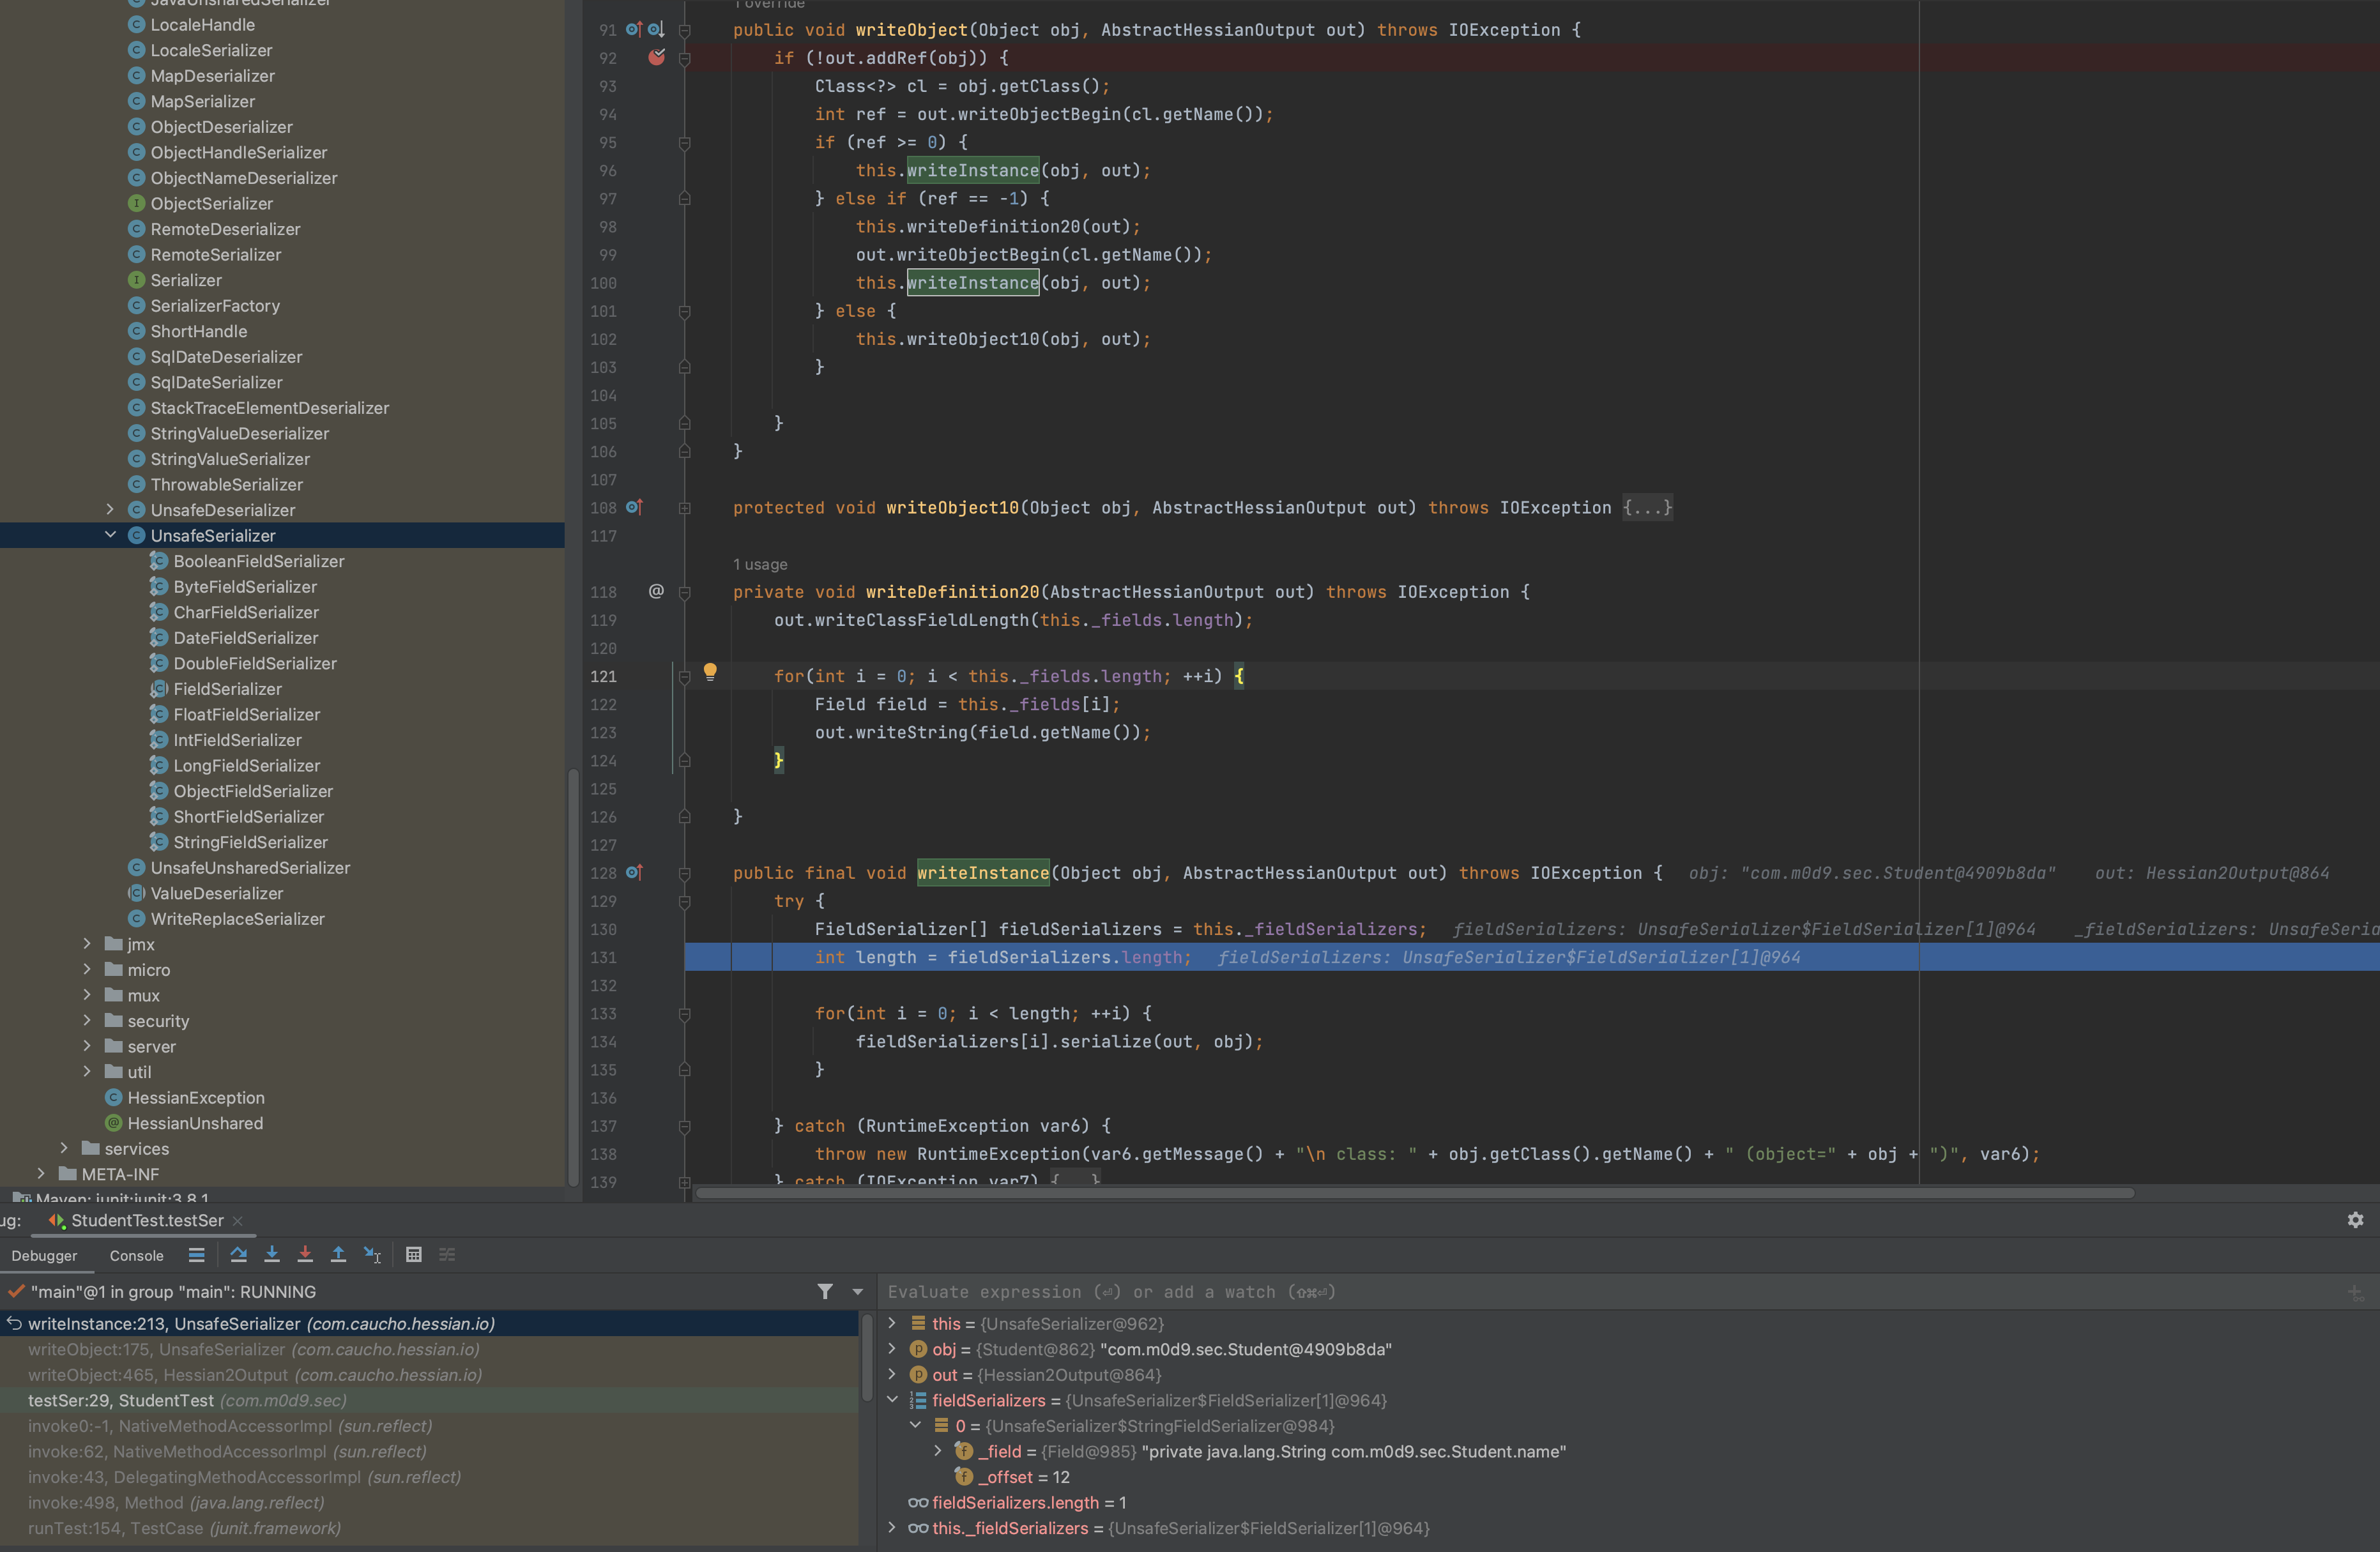 JavaUnsharedSerializer
LocaleHandle
LocaleSerializer
MapDeserializer
MapSerializer
ObjectDeserializer
ObjectHandleSerializer
ObjectNameDeserializer
ObjectSerializer
RemoteDeserializer
RemoteSerializer
Serializer
SerializerFactory
ShortHandle
SqlDateDeserializer
SqlDateSerializer
StackTraceElementDeserializer
StringValueDeserializer
StringValueSerializer
ThrowableSerializer
UnsafeDeserializer
UnsafeSerializer
BooleanFieldSerializer
ByteFieldSerializer
CharFieldSerializer
DateFieldSerializer
DoubleFieldSerializer
FieldSerializer
FloatFieldSerializer
IntFieldSerializer
LongFieldSerializer
ObjectFieldSerializer
ShortFieldSerializer
StringFieldSerializer
UnsafeUnsharedSerializer
ValueDeserializer
WriteReplaceSerializer
jmx
micro
mux
security
server
util
HessianException
HessianUnshared
services
META-INF
Maven: junit:junit:3.8.1
1 override
91 public void writeObject(Object obj, AbstractHessianOutput out) throws IOException {
92 if (!out.addRef(obj)) {
93 Class<?> cl = obj.getClass();
94 int ref = out.writeObjectBegin(cl.getName());
95 if (ref >= 0) {
96 this.writeInstance(obj, out);
97 } else if (ref == -1) {
98 this.writeDefinition20(out);
99 out.writeObjectBegin(cl.getName());
100 this.writeInstance(obj, out);
101 } else {
102 this.writeObject10(obj, out);
103 }
104
105 }
106 }
107
108 protected void writeObject10(Object obj, AbstractHessianOutput out) throws IOException {...}
117
1 usage
118 @ private void writeDefinition20(AbstractHessianOutput out) throws IOException {
119 out.writeClassFieldLength(this._fields.length);
120
121 for(int i = 0; i < this._fields.length; ++i) {
122 Field field = this._fields[i];
123 out.writeString(field.getName());
124 }
125
126 }
127
128 public final void writeInstance(Object obj, AbstractHessianOutput out) throws IOException { obj: "com.m0d9.sec.Student@4909b8da" out: Hessian2Output@864
129 try {
130 FieldSerializer[] fieldSerializers = this._fieldSerializers; fieldSerializers: UnsafeSerializer$FieldSerializer[1]@964 _fieldSerializers: UnsafeSeria
131 int length = fieldSerializers.length; fieldSerializers: UnsafeSerializer$FieldSerializer[1]@964
132
133 for(int i = 0; i < length; ++i) {
134 fieldSerializers[i].serialize(out, obj);
135 }
136
137 } catch (RuntimeException var6) {
138 throw new RuntimeException(var6.getMessage() + "\n class: " + obj.getClass().getName() + " (object=" + obj + ")", var6);
139 } catch (IOException var7) {...}
ug: StudentTest.testSer
Debugger Console
"main"@1 in group "main": RUNNING
writeInstance:213, UnsafeSerializer (com.caucho.hessian.io)
writeObject:175, UnsafeSerializer (com.caucho.hessian.io)
writeObject:465, Hessian2Output (com.caucho.hessian.io)
testSer:29, StudentTest (com.m0d9.sec)
invoke0:-1, NativeMethodAccessorImpl (sun.reflect)
invoke:62, NativeMethodAccessorImpl (sun.reflect)
invoke:43, DelegatingMethodAccessorImpl (sun.reflect)
invoke:498, Method (java.lang.reflect)
runTest:154, TestCase (junit.framework)
Evaluate expression (⏎) or add a watch (⇧⌘⏎)
this = {UnsafeSerializer@962}
obj = {Student@862} "com.m0d9.sec.Student@4909b8da"
out = {Hessian2Output@864}
fieldSerializers = {UnsafeSerializer$FieldSerializer[1]@964}
0 = {UnsafeSerializer$StringFieldSerializer@984}
_field = {Field@985} "private java.lang.String com.m0d9.sec.Student.name"
_offset = 12
fieldSerializers.length = 1
this._fieldSerializers = {UnsafeSerializer$FieldSerializer[1]@964}